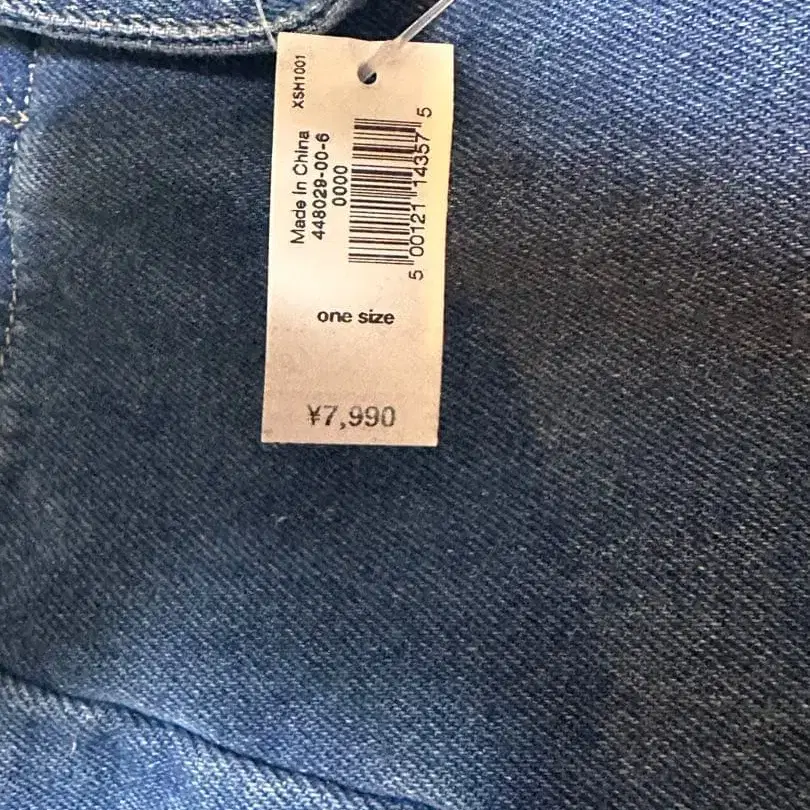 XSH1001
Made In China
448029-00-6
0000
5 00121 14357 5
one size
¥7,990